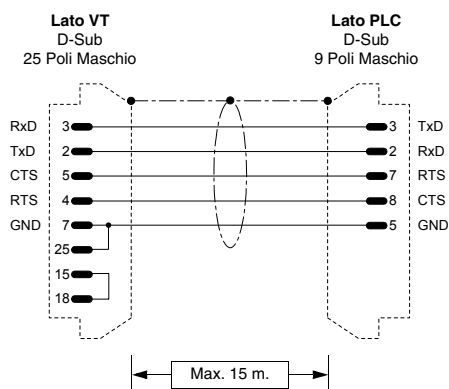 Lato VT
D-Sub
25 Poli Maschio
Lato PLC
D-Sub
9 Poli Maschio
RxD 3 3 TxD
TxD 2 2 RxD
CTS 5 7 RTS
RTS 4 8 CTS
GND 7 5 GND
25
15
18
Max. 15 m.